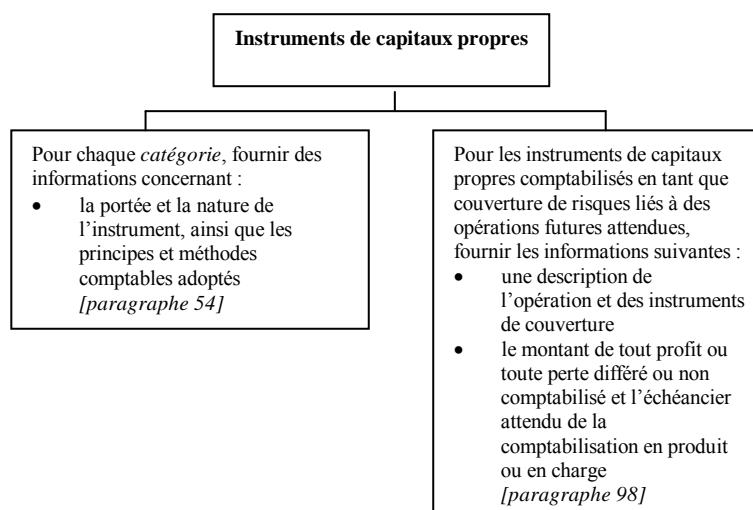 Instruments de capitaux propres
Pour chaque catégorie, fournir des
informations concernant :
• la portée et la nature de
l’instrument, ainsi que les
principes et méthodes
comptables adoptés
[paragraphe 54]
Pour les instruments de capitaux
propres comptabilisés en tant que
couverture de risques liés à des
opérations futures attendues,
fournir les informations suivantes :
• une description de
l’opération et des instruments
de couverture
• le montant de tout profit ou
toute perte différé ou non
comptabilisé et l’échéancier
attendu de la
comptabilisation en produit
ou en charge
[paragraphe 98]